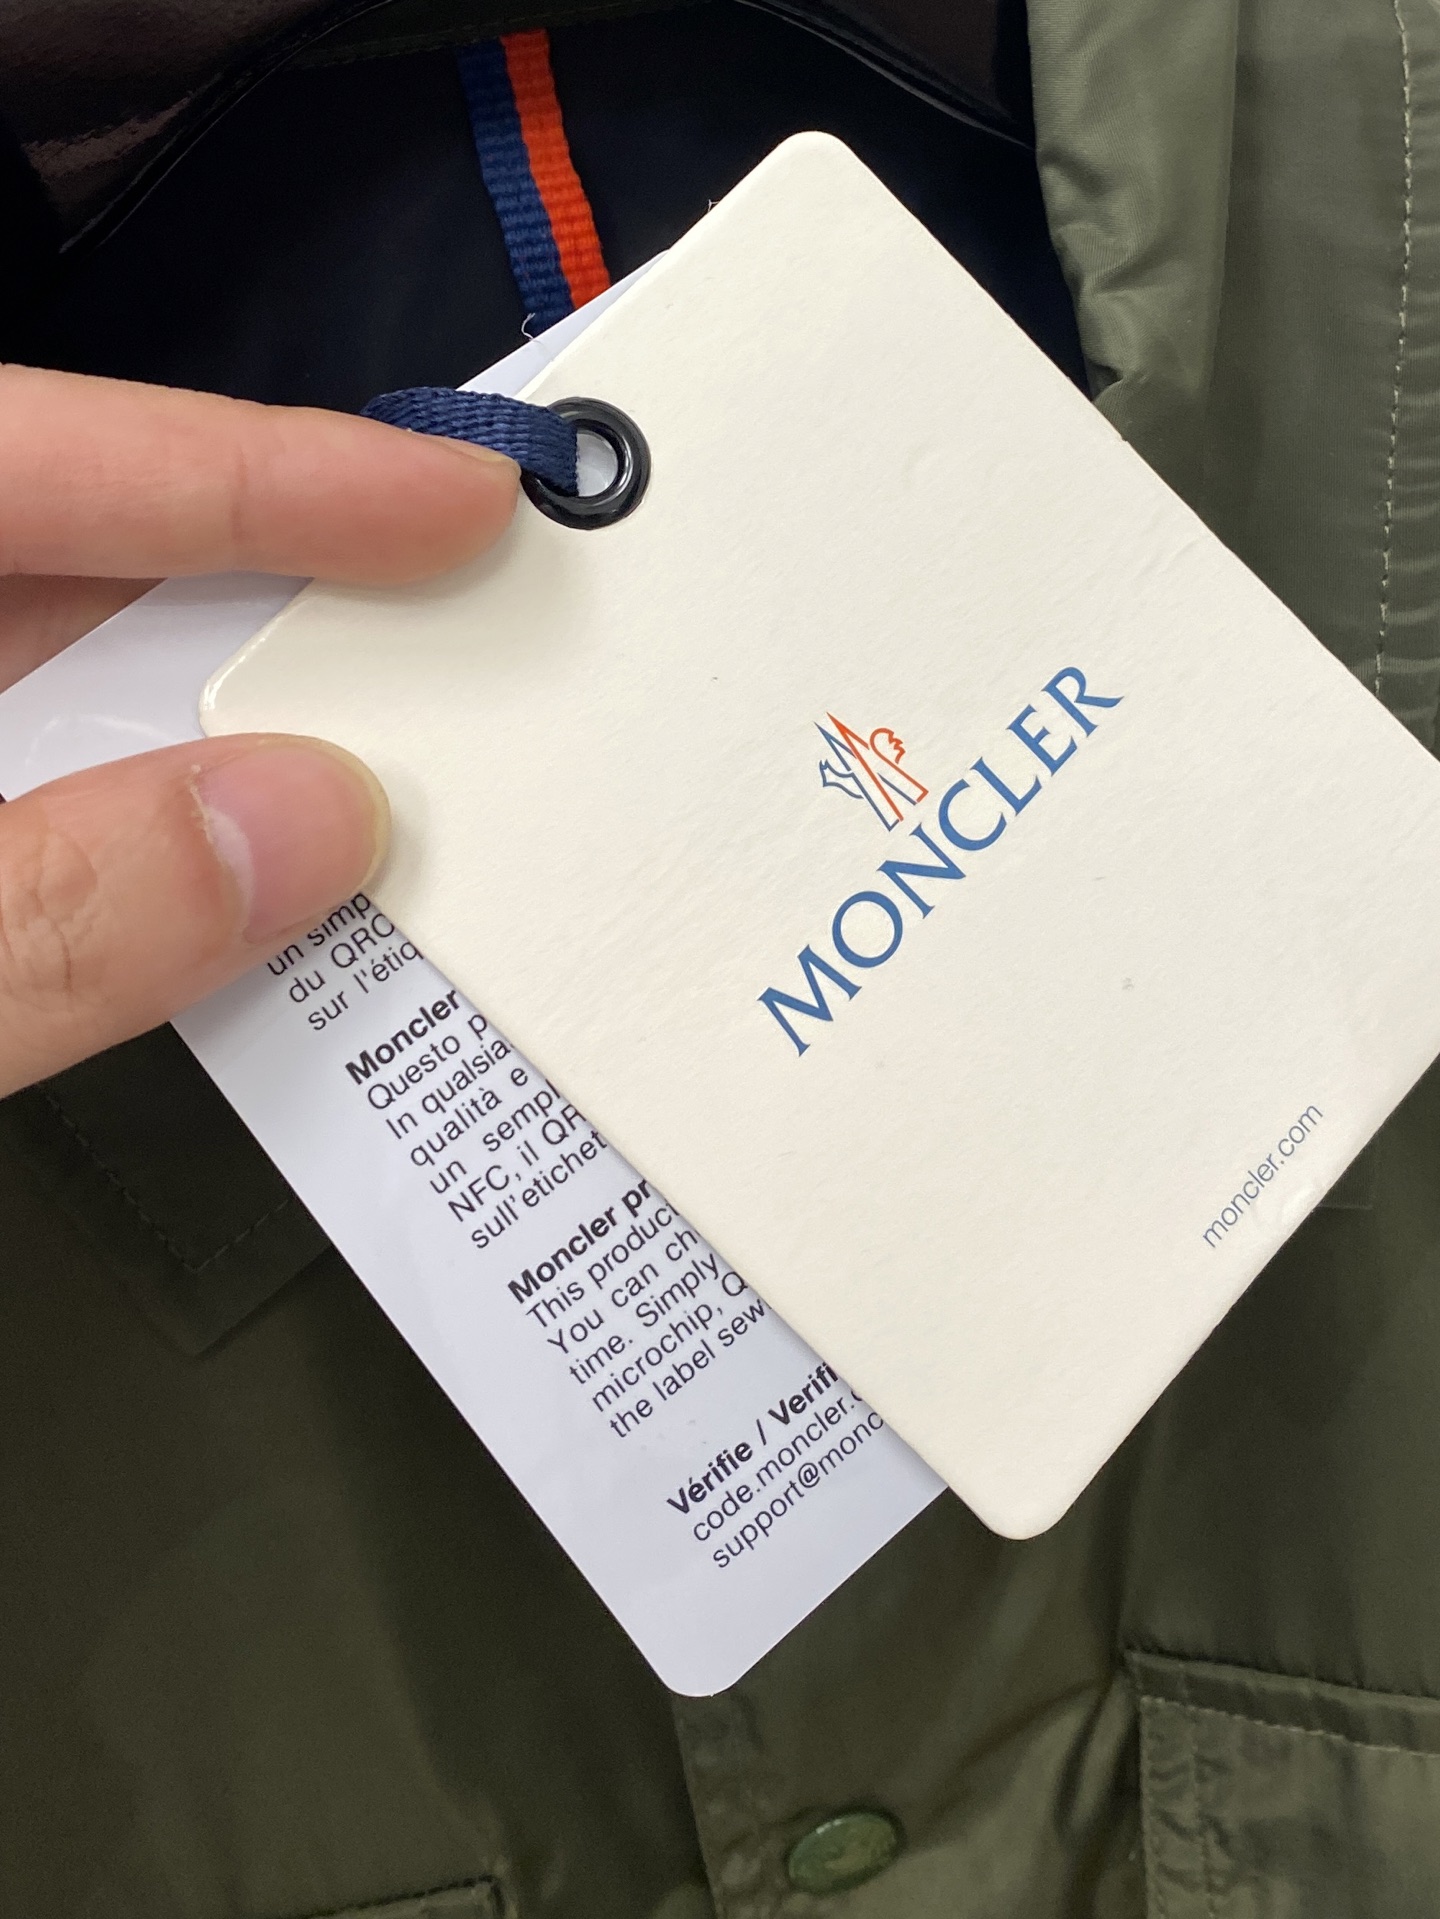 MONCLER
moncler.com
un simp
du QRC
sur l'étiq
Moncler
Questo p
In qualsia
qualità e
un sempl
NFC, il QR
sull'etichet
Moncler pr
This produc
You can ch
time. Simply
microchip, Q
the label sew
Vérifie / Verifi
code.moncler.c
support@monc